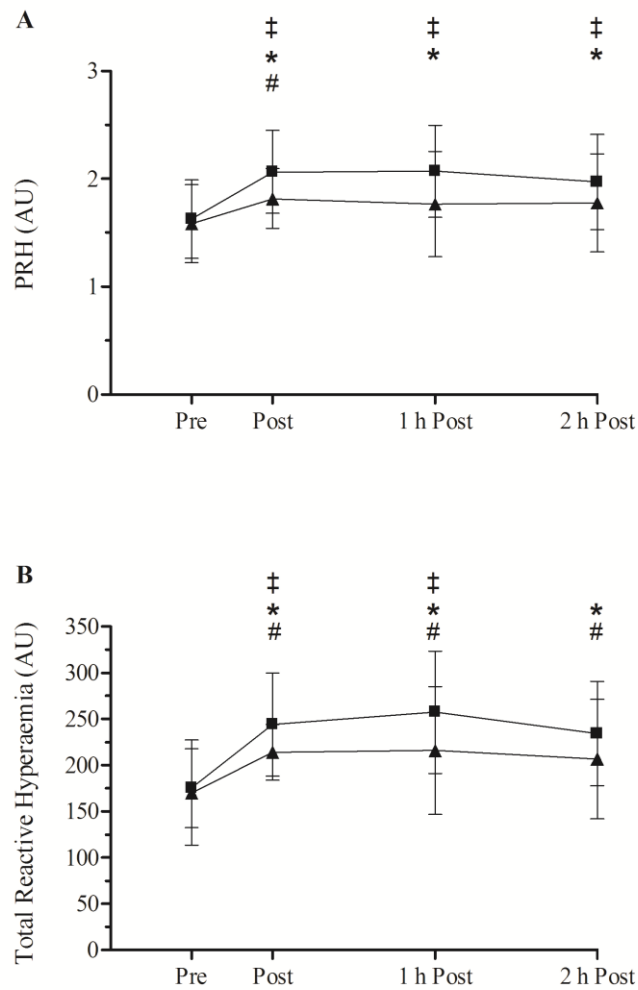 A
‡ ‡ ‡
* * *
#
3
2
1
0
PRH (AU)
Pre Post 1 h Post 2 h Post
B
‡ ‡
* * *
# # #
350
300
250
200
150
100
50
0
Total Reactive Hyperaemia (AU)
Pre Post 1 h Post 2 h Post